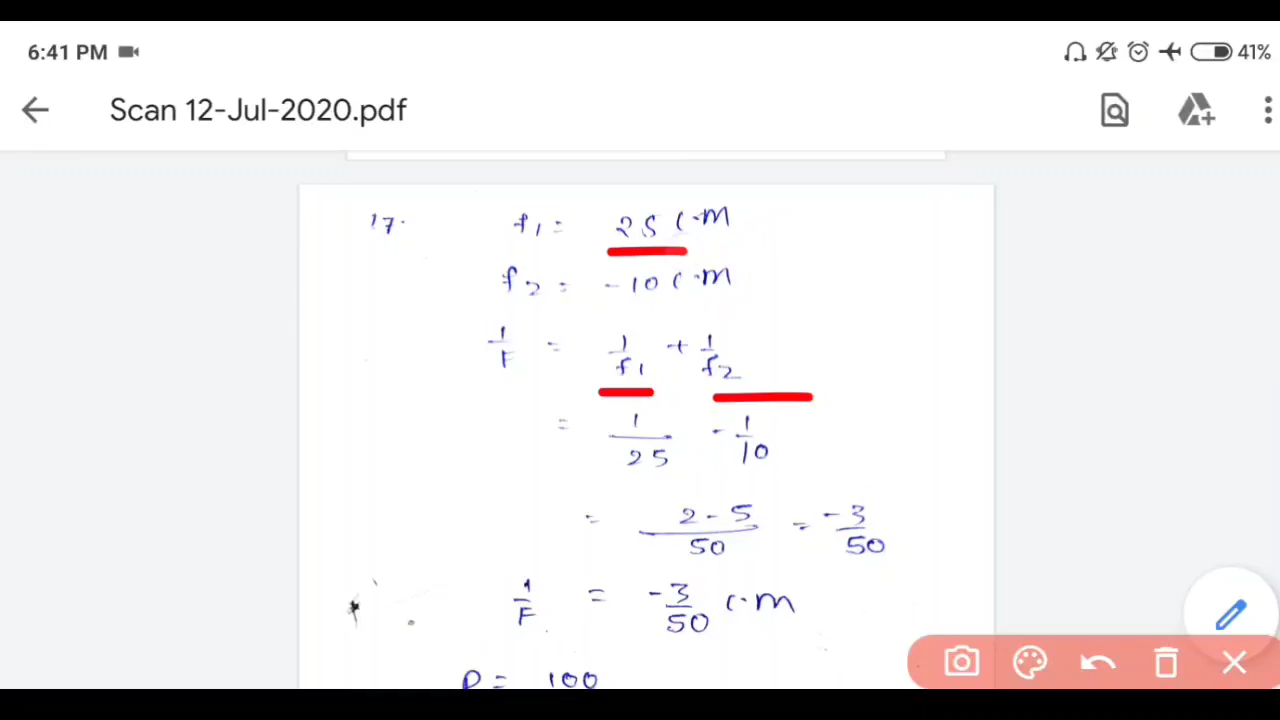 6:41 PM 41%
Scan 12-Jul-2020.pdf
17. f1 = 25 c.m
f2 = -10 c.m
1/F = 1/f1 + 1/f2
= 1/25 - 1/10
= 2-5/50 = -3/50
1/F = -3/50 c.m
P = 100